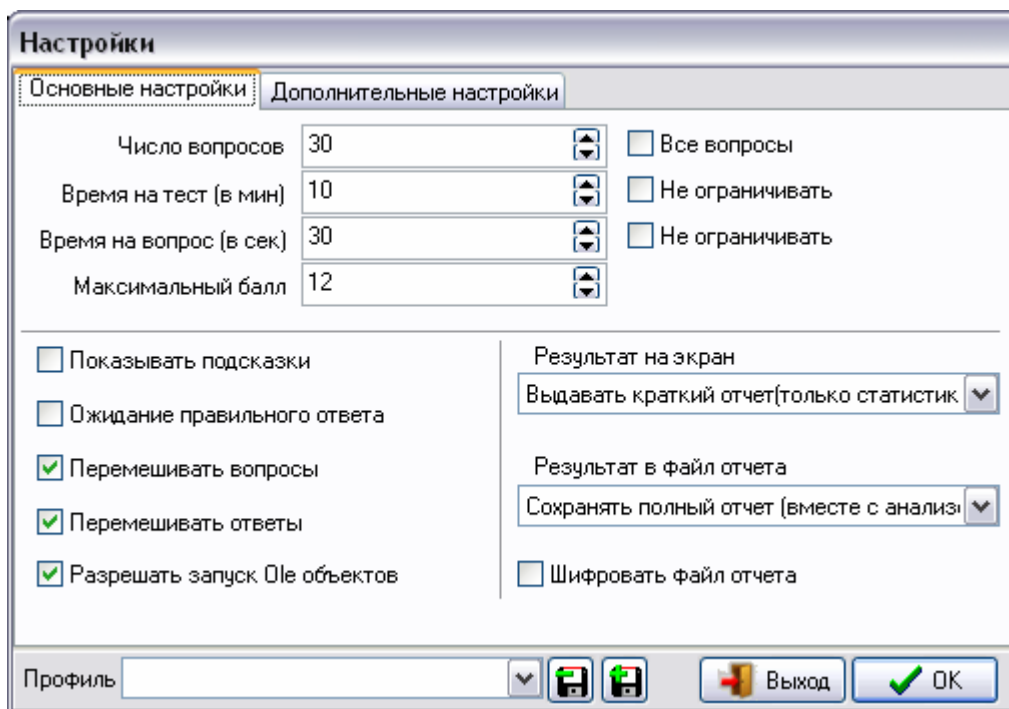 Настройки
Основные настройки Дополнительные настройки
Число вопросов 30 Все вопросы
Время на тест (в мин) 10 Не ограничивать
Время на вопрос (в сек) 30 Не ограничивать
Максимальный балл 12
Показывать подсказки
Ожидание правильного ответа
Перемешивать вопросы
Перемешивать ответы
Разрешать запуск Ole объектов
Результат на экран
Выдавать краткий отчет(только статистик
Результат в файл отчета
Сохранять полный отчет (вместе с анализ
Шифровать файл отчета
Профиль Выход OK